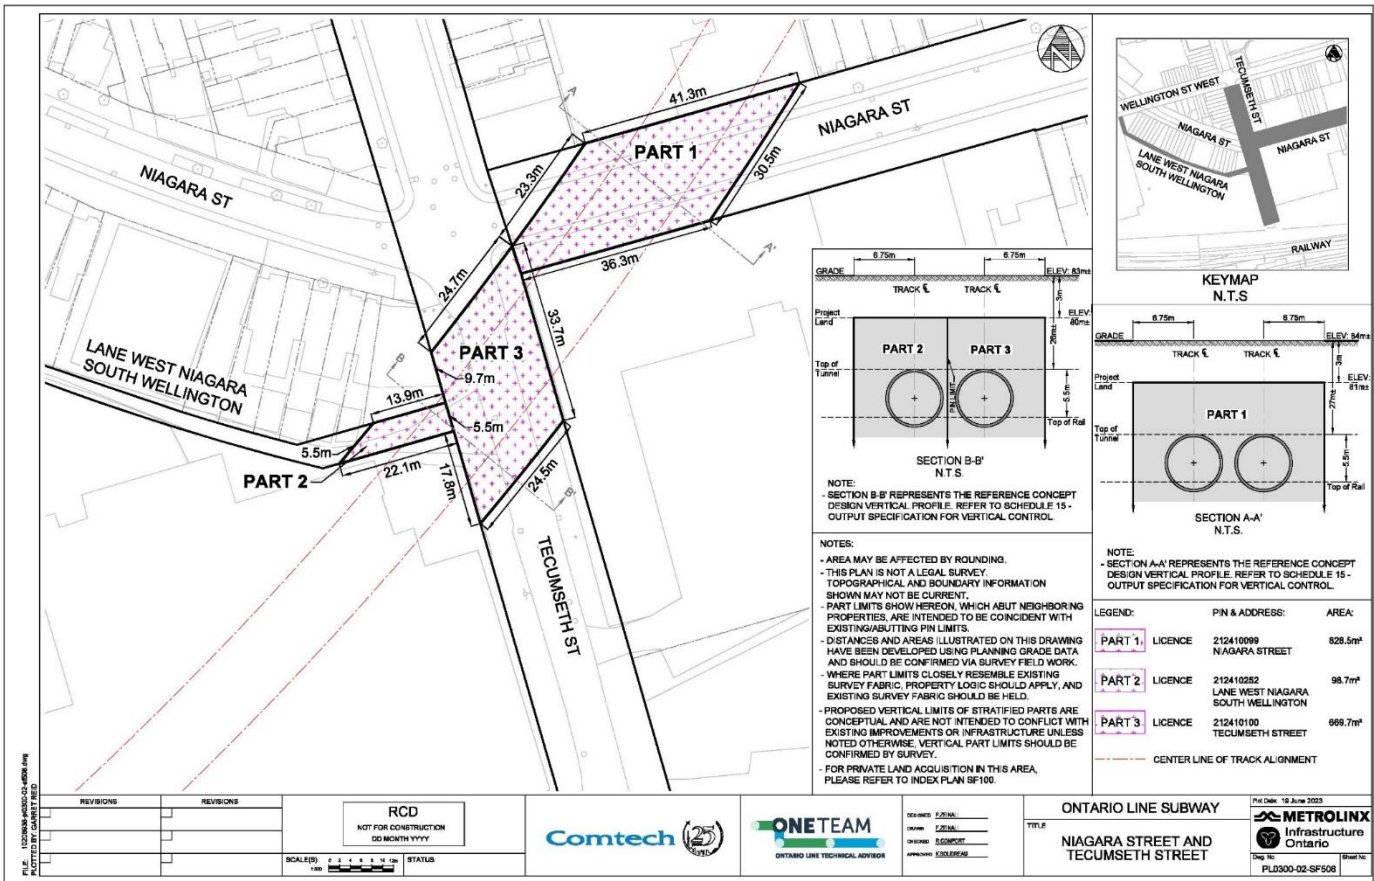 41.3m
NIAGARA ST
PART 1
30.5m
23.3m
36.3m
A
A'
N
NIAGARA ST
24.7m
33.7m
PART 3
9.7m
LANE WEST NIAGARA
SOUTH WELLINGTON
B
13.9m
5.5m
5.5m
PART 2
22.1m
17.8m
24.5m
B'
TECUMSETH ST
WELLINGTON ST WEST
TECUMSETH ST
NIAGARA ST
NIAGARA ST
LANE WEST NIAGARA
SOUTH WELLINGTON
RAILWAY
KEYMAP
N.T.S
6.75m
6.75m
GRADE
ELEV: 83m±
TRACK ℄
TRACK ℄
3m
Project
Land
ELEV:
80m±
PART 2
PART 3
26m±
Top of
Tunnel
PIN LIMIT
5.5m
Top of Rail
SECTION B-B'
N.T.S.
NOTE:
- SECTION B-B' REPRESENTS THE REFERENCE CONCEPT
DESIGN VERTICAL PROFILE. REFER TO SCHEDULE 15 -
OUTPUT SPECIFICATION FOR VERTICAL CONTROL.
6.75m
6.75m
GRADE
ELEV: 84m±
TRACK ℄
TRACK ℄
3m
Project
Land
ELEV:
81m±
PART 1
27m±
Top of
Tunnel
5.5m
Top of Rail
SECTION A-A'
N.T.S.
NOTE:
- SECTION A-A' REPRESENTS THE REFERENCE CONCEPT
DESIGN VERTICAL PROFILE. REFER TO SCHEDULE 15 -
OUTPUT SPECIFICATION FOR VERTICAL CONTROL.
NOTES:
- AREA MAY BE AFFECTED BY ROUNDING.
- THIS PLAN IS NOT A LEGAL SURVEY.
TOPOGRAPHICAL AND BOUNDARY INFORMATION
SHOWN MAY NOT BE CURRENT.
- PART LIMITS SHOW HEREON, WHICH ABUT NEIGHBORING
PROPERTIES, ARE INTENDED TO BE COINCIDENT WITH
EXISTING/ABUTTING PIN LIMITS.
- DISTANCES AND AREAS ILLUSTRATED ON THIS DRAWING
HAVE BEEN DEVELOPED USING PLANNING GRADE DATA
AND SHOULD BE CONFIRMED VIA SURVEY FIELD WORK.
- WHERE PART LIMITS CLOSELY RESEMBLE EXISTING
SURVEY FABRIC, PROPERTY LOGIC SHOULD APPLY, AND
EXISTING SURVEY FABRIC SHOULD BE HELD.
- PROPOSED VERTICAL LIMITS OF STRATIFIED PARTS ARE
CONCEPTUAL AND ARE NOT INTENDED TO CONFLICT WITH
EXISTING IMPROVEMENTS OR INFRASTRUCTURE UNLESS
NOTED OTHERWISE, VERTICAL PART LIMITS SHOULD BE
CONFIRMED BY SURVEY.
- FOR PRIVATE LAND ACQUISITION IN THIS AREA,
PLEASE REFER TO INDEX PLAN SF100.
LEGEND: PIN & ADDRESS: AREA:
PART 1 LICENCE 212410099 828.5m²
NIAGARA STREET
PART 2 LICENCE 212410252 98.7m²
LANE WEST NIAGARA
SOUTH WELLINGTON
PART 3 LICENCE 212410100 669.7m²
TECUMSETH STREET
CENTER LINE OF TRACK ALIGNMENT
PLOTTED BY: GARRET REID
REVISIONS
REVISIONS
RCD
NOT FOR CONSTRUCTION
DD MONTH YYYY
SCALE(S)
STATUS
Comtech 25
ONETEAM
ONTARIO LINE TECHNICAL ADVISOR
DESIGNED
DRAWN
CHECKED R.COMFORT
APPROVED K.BOUDREAU
ONTARIO LINE SUBWAY
TITLE
NIAGARA STREET AND
TECUMSETH STREET
Plot Date: 19 June 2023
METROLINX
Infrastructure
Ontario
Dwg. No.
Sheet No.
PL0300-02-SF508